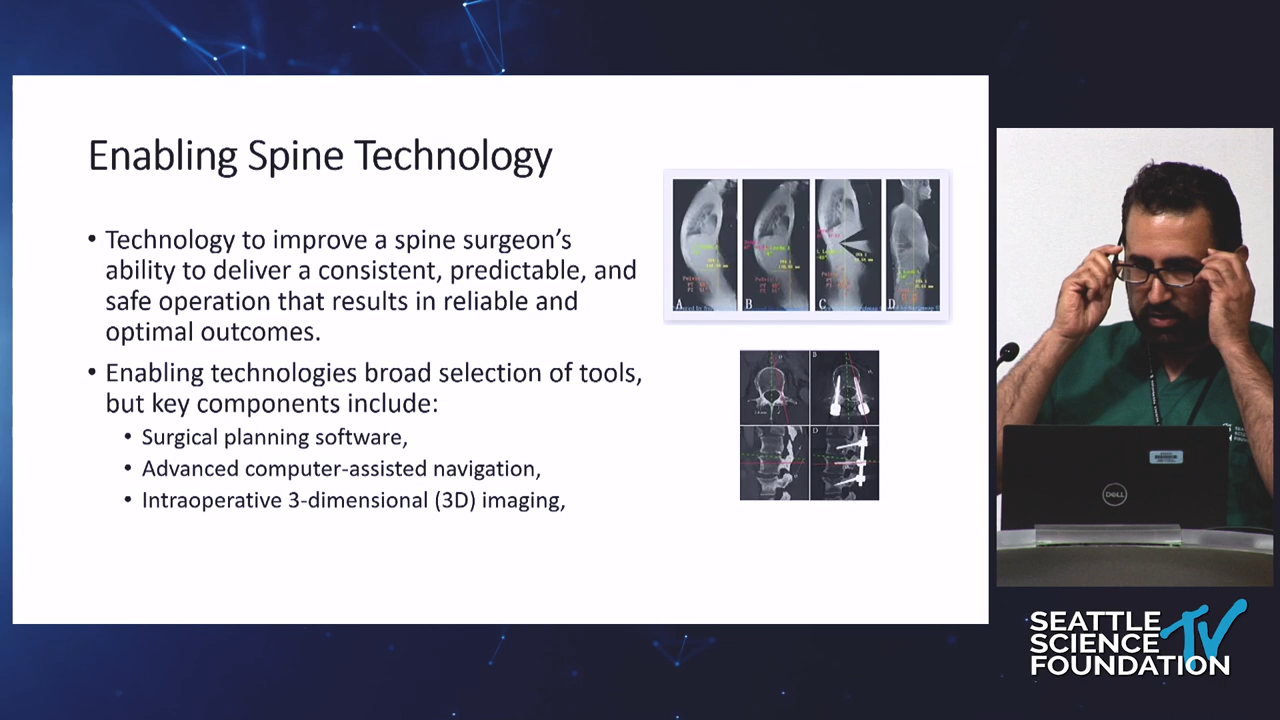 Enabling Spine Technology
• Technology to improve a spine surgeon's
ability to deliver a consistent, predictable, and
safe operation that results in reliable and
optimal outcomes.
• Enabling technologies broad selection of tools,
but key components include:
• Surgical planning software,
• Advanced computer-assisted navigation,
• Intraoperative 3-dimensional (3D) imaging,
A B C D
B
D
DELL
SEATTLE
SCIENCE TV
FOUNDATION